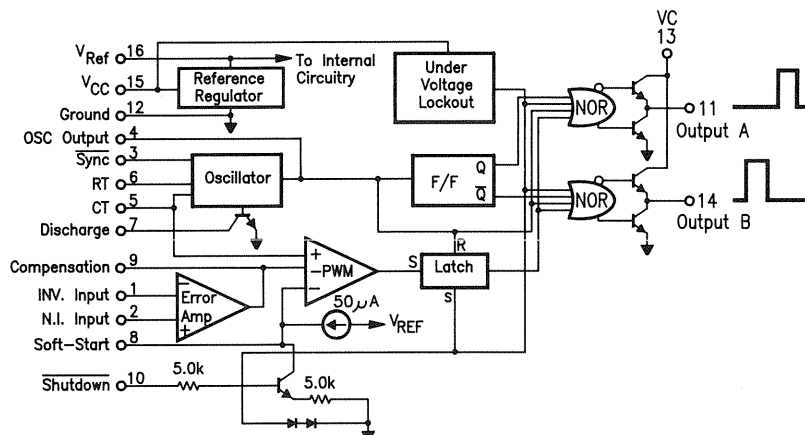 VC
13
VRef 16
To Internal
Circuitry
VCC 15
Reference
Regulator
Under
Voltage
Lockout
Ground 12
OSC Output 4
Sync 3
RT 6
CT 5
Discharge 7
Oscillator
F/F
Q
Q
NOR
11
Output A
NOR
14
Output B
Compensation 9
INV. Input 1
N.I. Input 2
Soft-Start 8
−
Error
Amp
+
+
−PWM
−
S
R
Latch
S
50μA
VREF
Shutdown 10
5.0k
5.0k